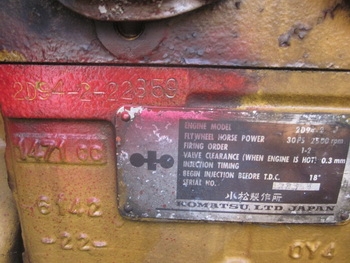 2D94-2-22359
1471 CC
6142
-22-
ENGINE MODEL 2D94-2
FLYWHEEL HORSE POWER 30PS 2500 rpm
FIRING ORDER 1-2
VALVE CLEARANCE (WHEN ENGINE IS HOT) 0.3 mm
INJECTION TIMING
BEGIN INJECTION BEFORE T.D.C. 18°
SERIAL NO.
小松製作所
KOMATSU, LTD. JAPAN
0Y4